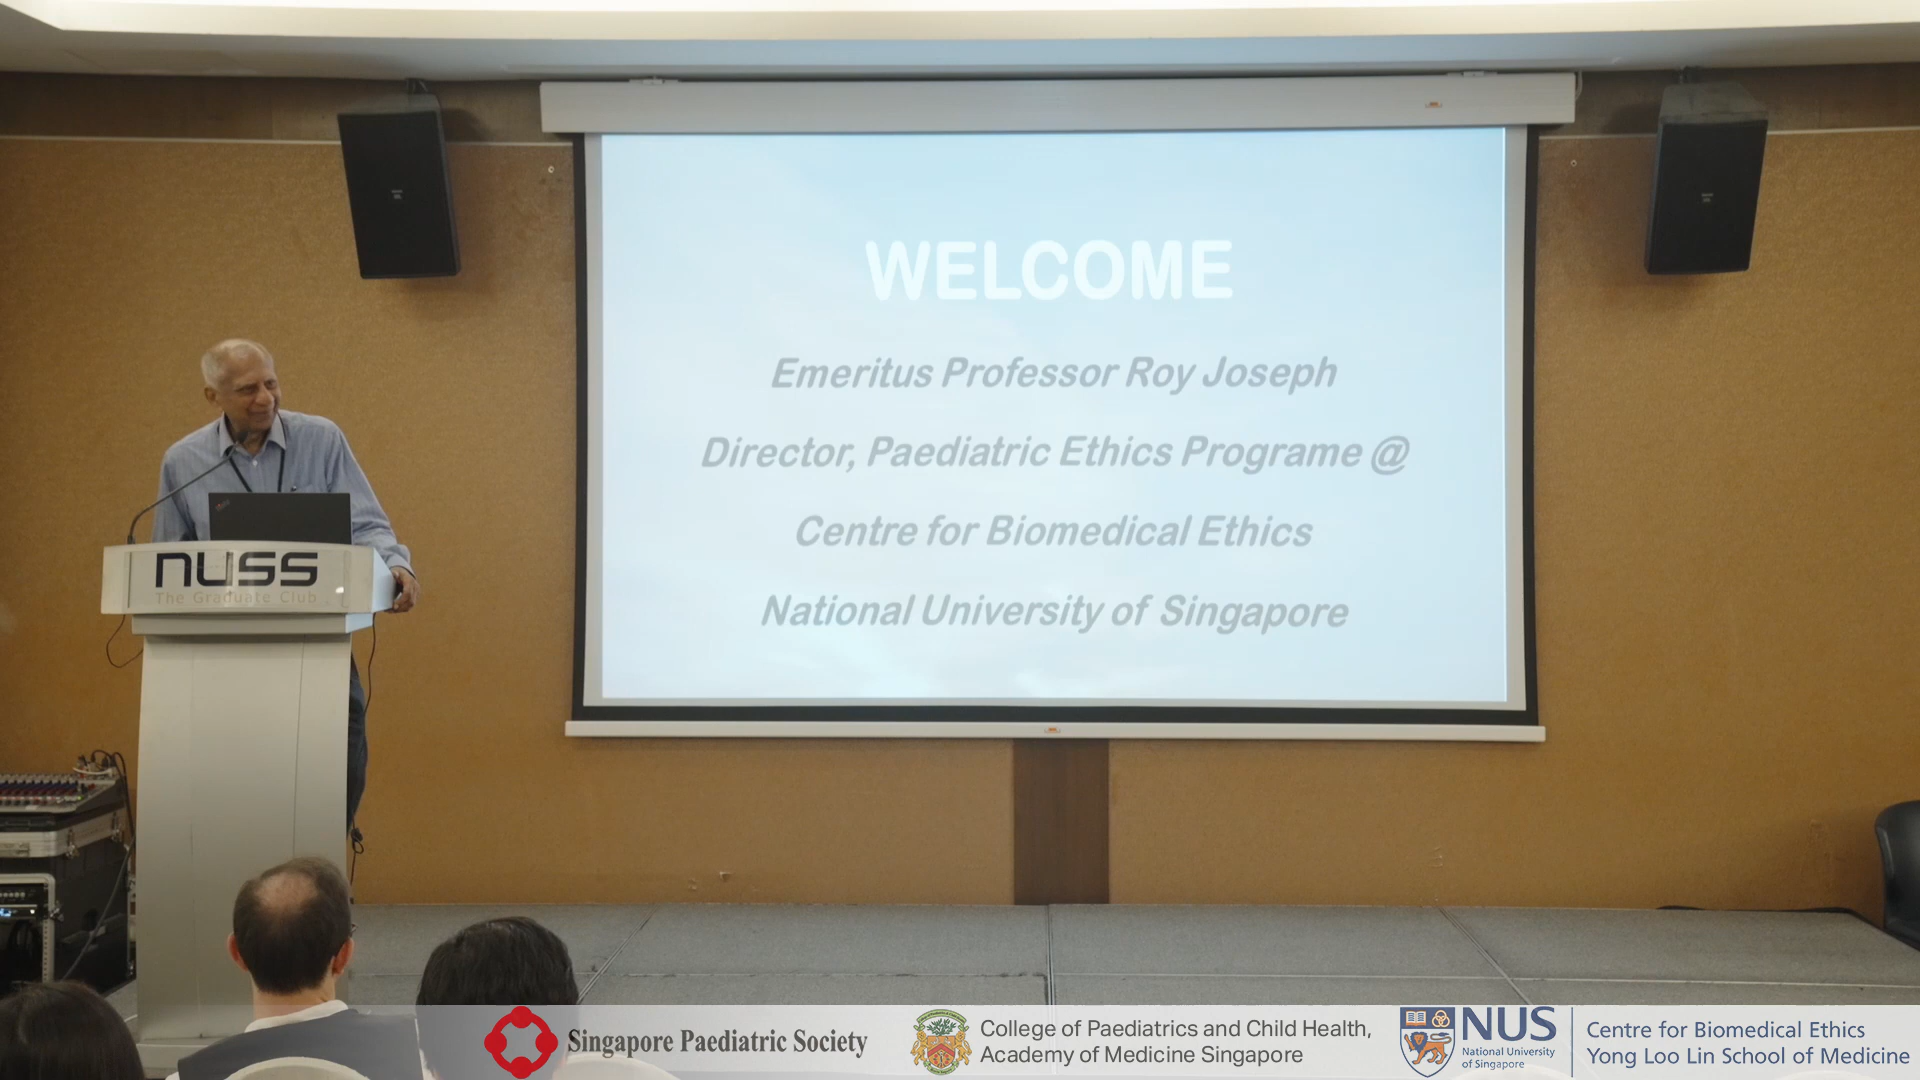 WELCOME
Emeritus Professor Roy Joseph
Director, Paediatric Ethics Programe @
Centre for Biomedical Ethics
National University of Singapore
nuss
The Graduate Club
Singapore Paediatric Society
College of Paediatrics and Child Health,
Academy of Medicine Singapore
NUS
National University
of Singapore
Centre for Biomedical Ethics
Yong Loo Lin School of Medicine